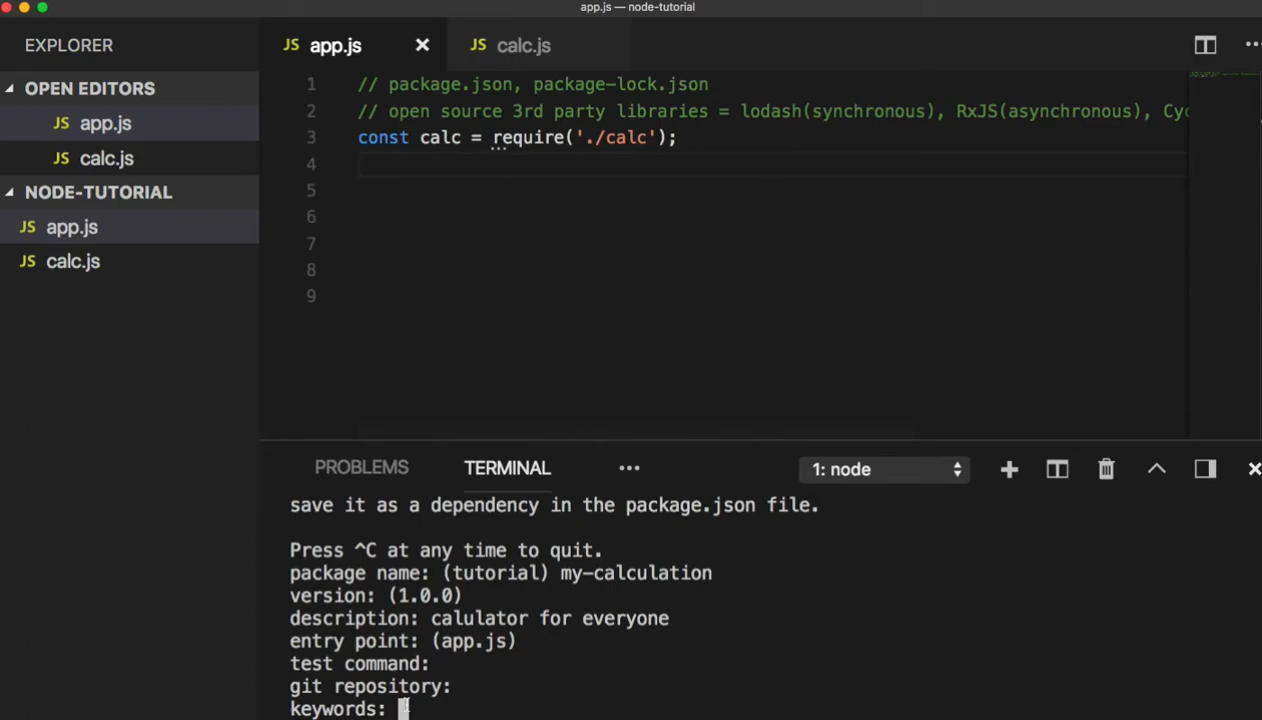 app.js — node-tutorial
EXPLORER
OPEN EDITORS
JS app.js
JS calc.js
NODE-TUTORIAL
JS app.js
JS calc.js
JS app.js
JS calc.js
1 // package.json, package-lock.json
2 // open source 3rd party libraries = lodash(synchronous), RxJS(asynchronous), Cyc
3 const calc = require('./calc');
4
5
6
7
8
9
PROBLEMS TERMINAL ••• 1: node
save it as a dependency in the package.json file.
Press ^C at any time to quit.
package name: (tutorial) my-calculation
version: (1.0.0)
description: calulator for everyone
entry point: (app.js)
test command:
git repository:
keywords: